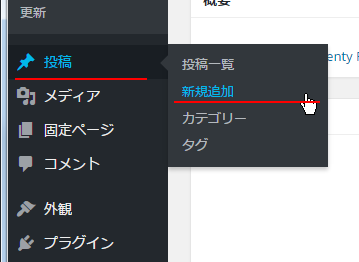 更新
概要
投稿
投稿一覧
enty F
新規追加
メディア
カテゴリー
固定ページ
タグ
コメント
外観
プラグイン